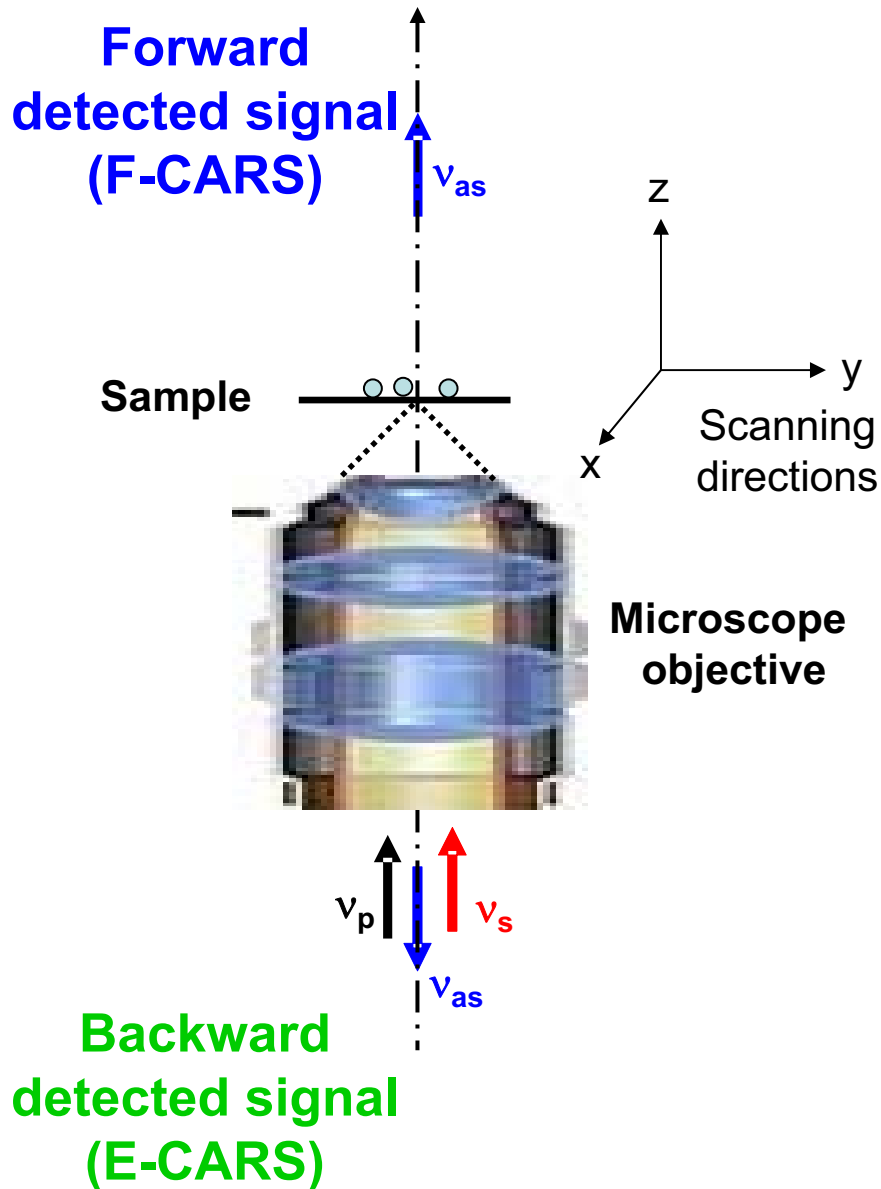 Forward
detected signal
(F-CARS)
νas
z
y
x
Scanning
directions
Sample
Microscope
objective
νp
νs
νas
Backward
detected signal
(E-CARS)